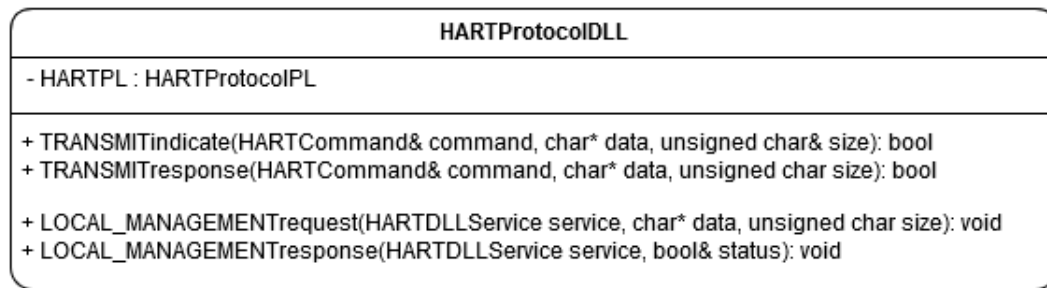 HARTProtocolDLL
- HARTPL : HARTProtocolPL
+ TRANSMITindicate(HARTCommand& command, char* data, unsigned char& size): bool
+ TRANSMITresponse(HARTCommand& command, char* data, unsigned char size): bool
+ LOCAL_MANAGEMENTrequest(HARTDLLService service, char* data, unsigned char size): void
+ LOCAL_MANAGEMENTresponse(HARTDLLService service, bool& status): void